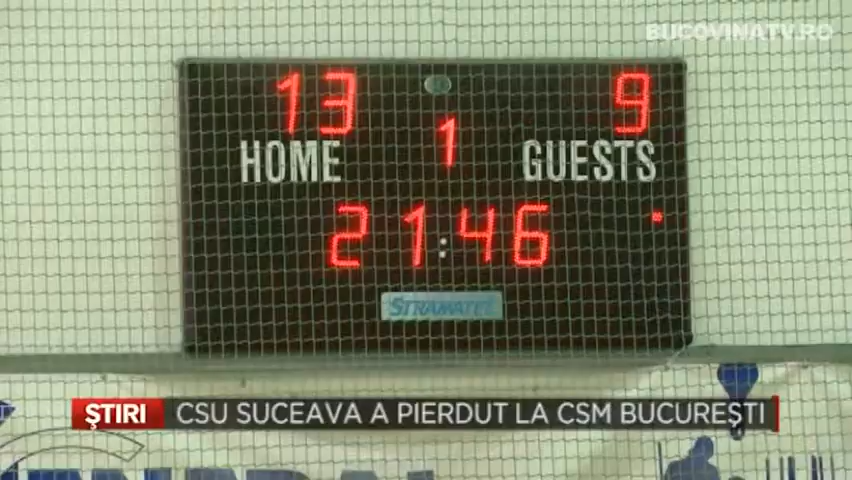 BUCOVINATV.RO
13 9
1
HOME GUESTS
21:46
STRAMATEL
ŞTIRI CSU SUCEAVA A PIERDUT LA CSM BUCUREŞTI